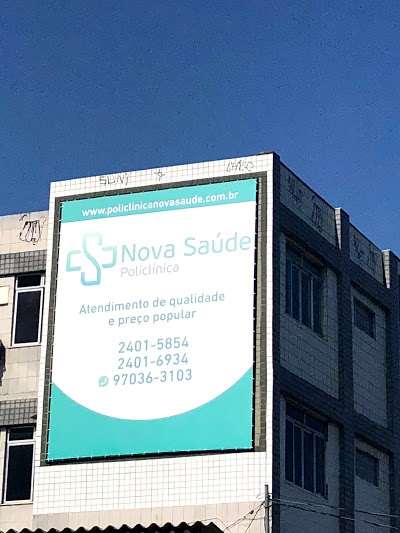 www.policlinicanovasaude.com.br
Nova Saúde
Policlínica
Atendimento de qualidade
e preço popular
2401-5854
2401-6934
97036-3103